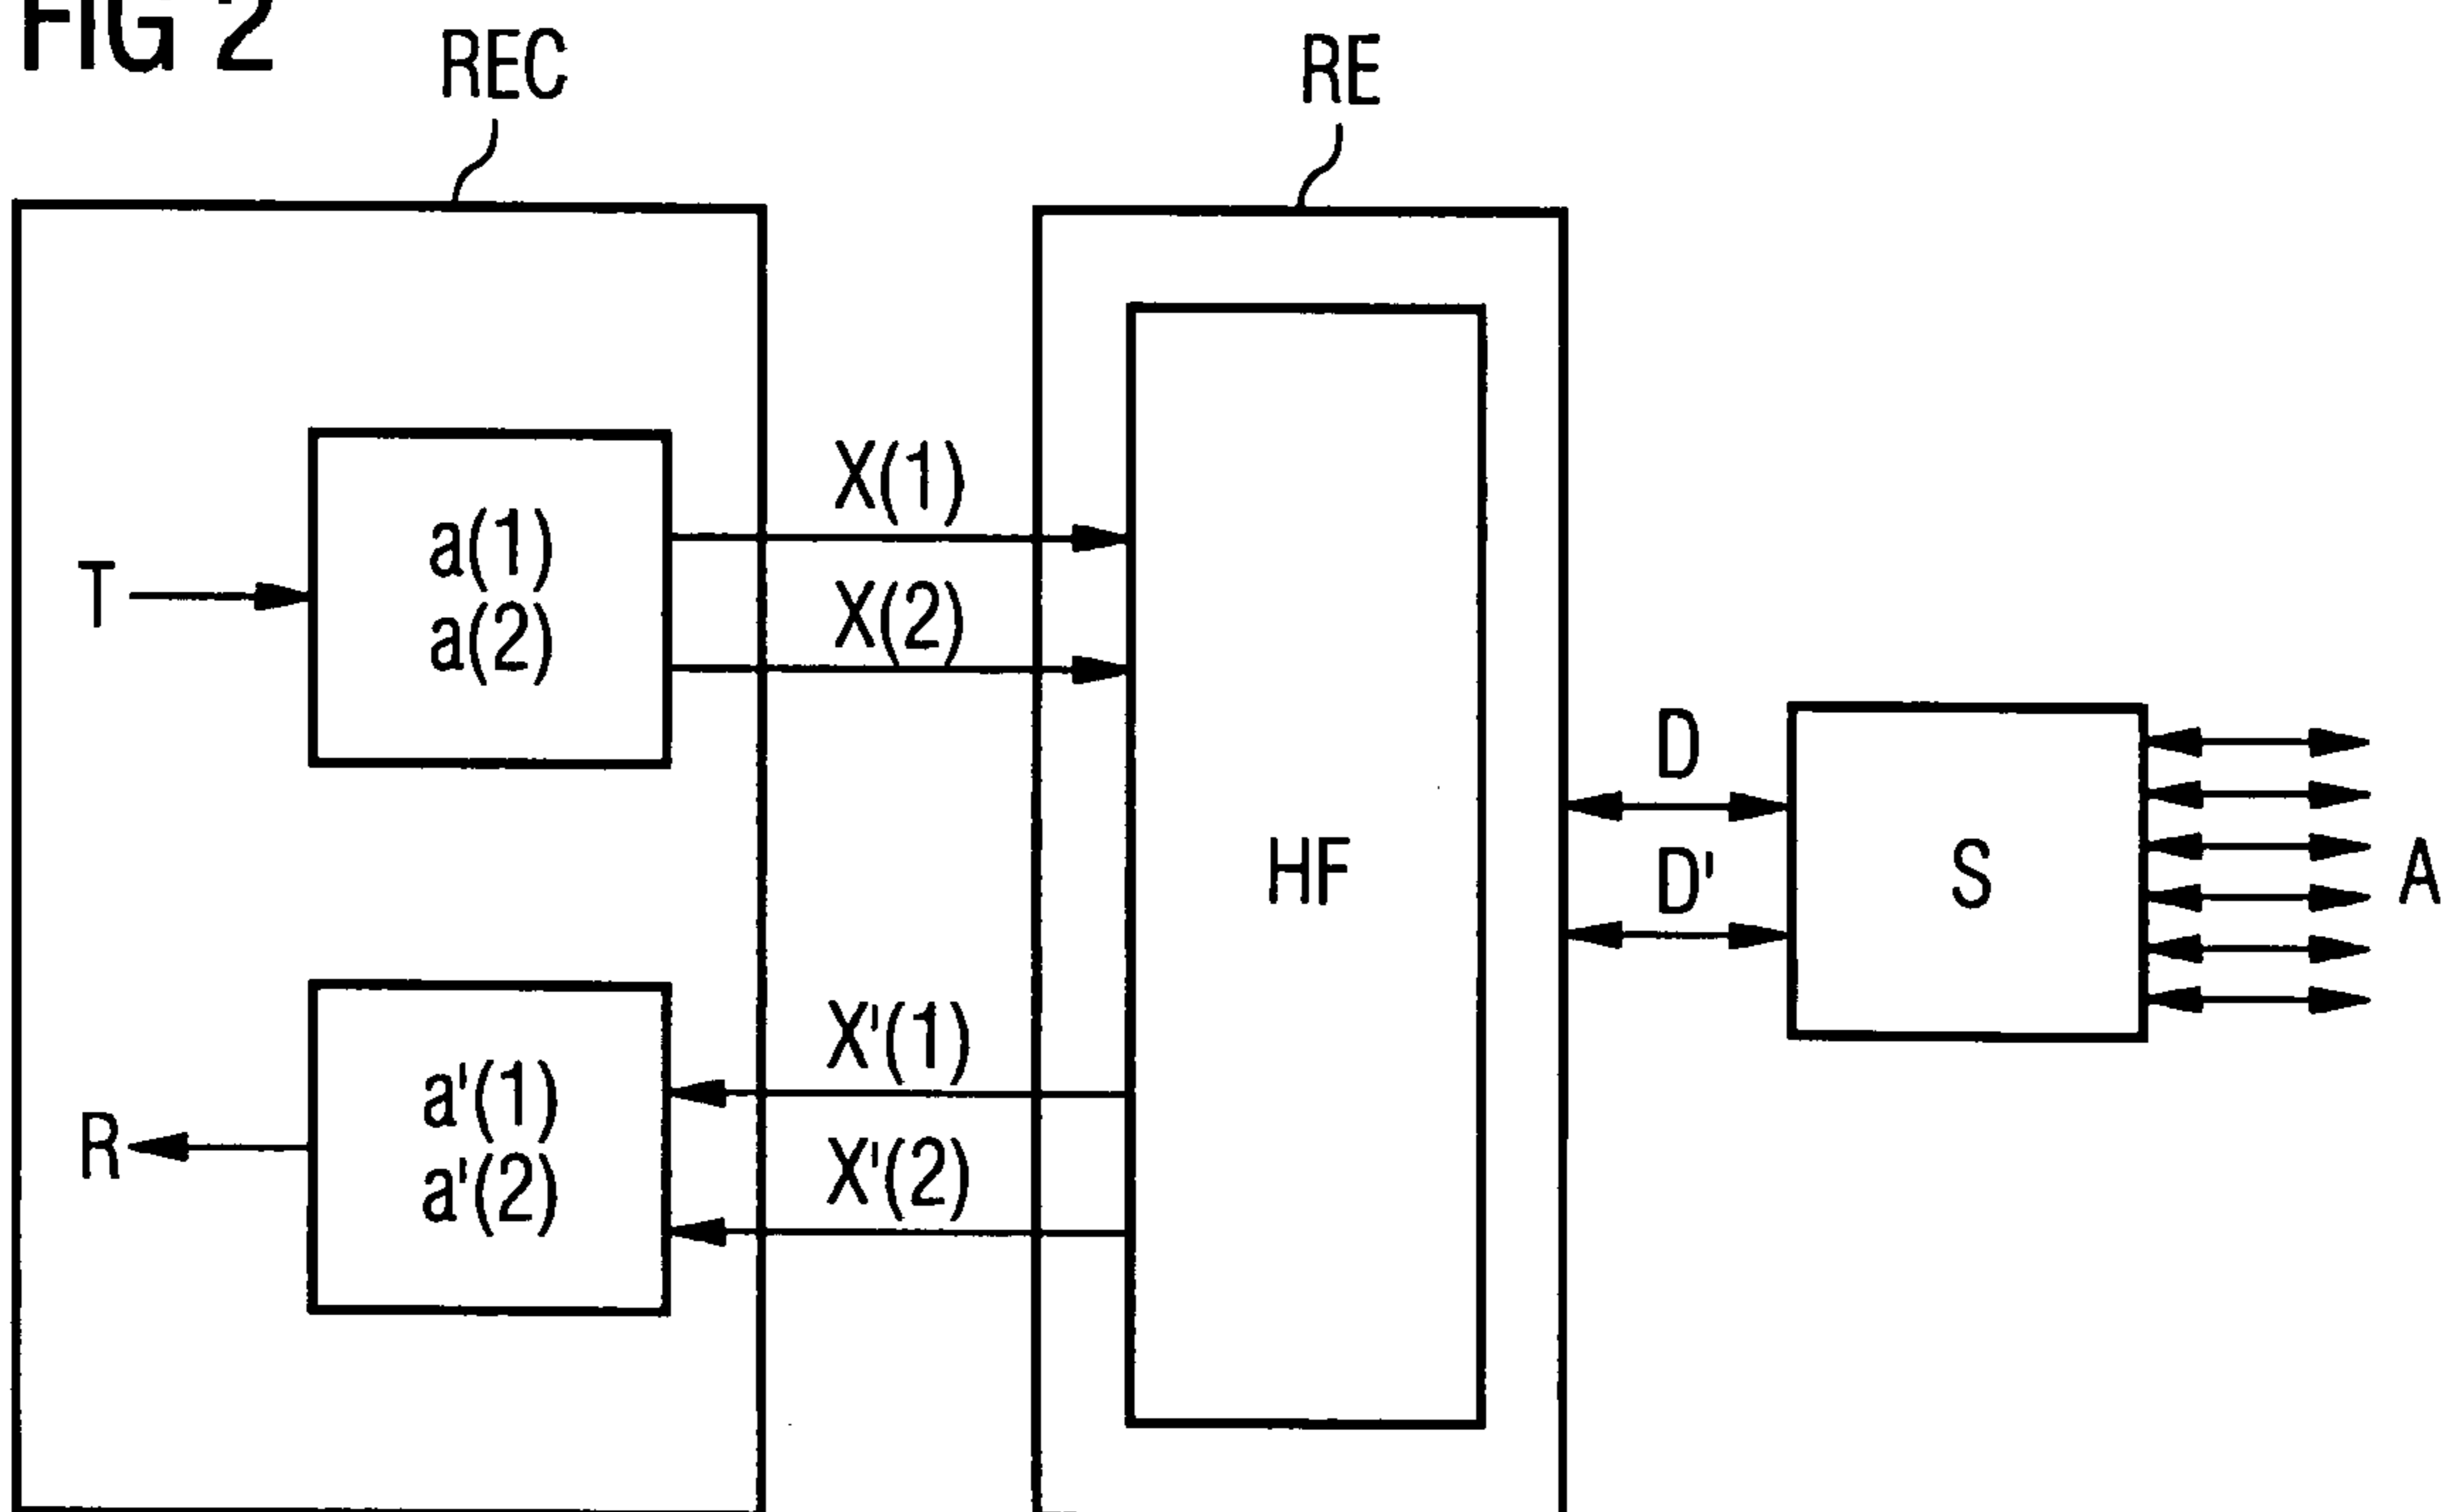 FIG 2
REC
RE
X(1)
a(1)
T
X(2)
a(2)
D
HF
S
A
D'
X'(1)
a'(1)
R
X'(2)
a'(2)